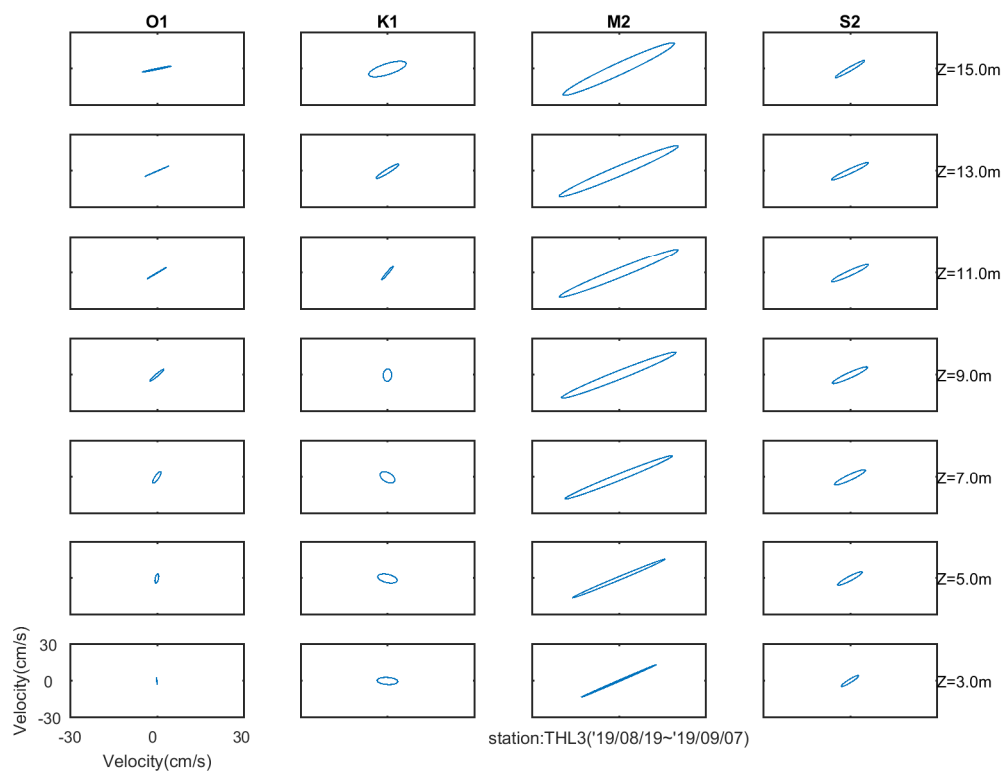 O1 K1 M2 S2
Z=15.0m
Z=13.0m
Z=11.0m
Z=9.0m
Z=7.0m
Z=5.0m
Z=3.0m
Velocity(cm/s)
30
0
-30
-30 0 30
Velocity(cm/s)
station:THL3('19/08/19~'19/09/07)